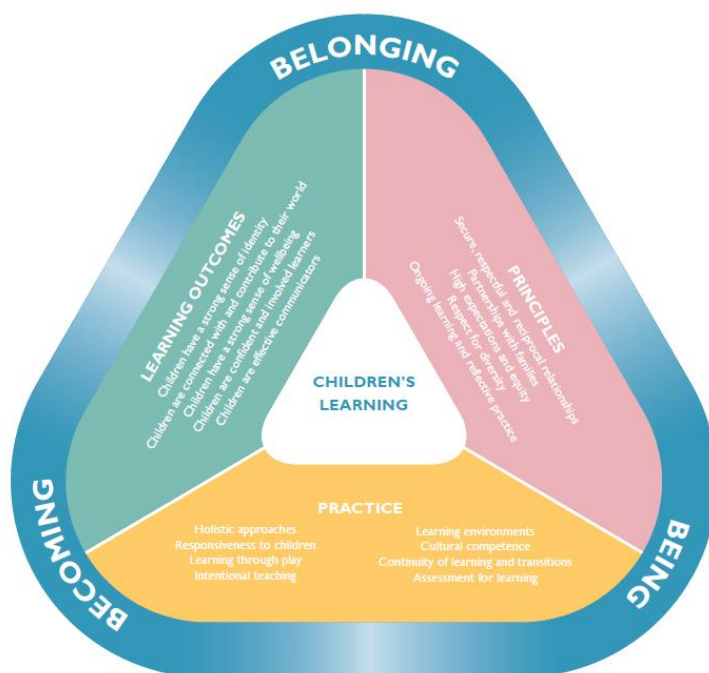 BELONGING
LEARNING OUTCOMES
Children have a strong sense of identity
Children are connected with and contribute to their world
Children have a strong sense of wellbeing
Children are confident and involved learners
Children are effective communicators
PRINCIPLES
Secure, respectful and reciprocal relationships
Partnerships with families
High expectations and equity
Respect for diversity
Ongoing learning and reflective practice
CHILDREN'S
LEARNING
PRACTICE
Holistic approaches
Responsiveness to children
Learning through play
Intentional teaching
Learning environments
Cultural competence
Continuity of learning and transitions
Assessment for learning
BECOMING
BEING